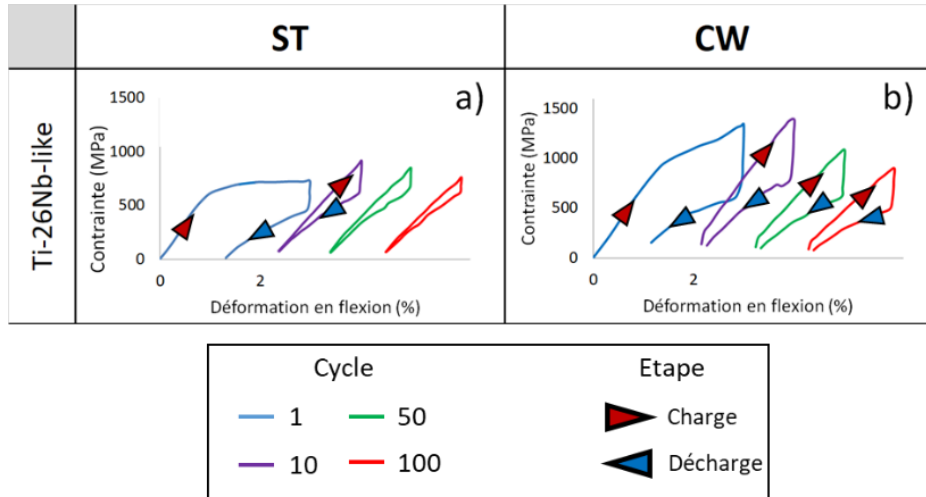 ST
CW
Ti-26Nb-like
a)
Contrainte (MPa)
1500
1000
500
0
0
2
Déformation en flexion (%)
b)
Contrainte (MPa)
1500
1000
500
0
0
2
Déformation en flexion (%)
Cycle
Etape
1
50
Charge
10
100
Décharge